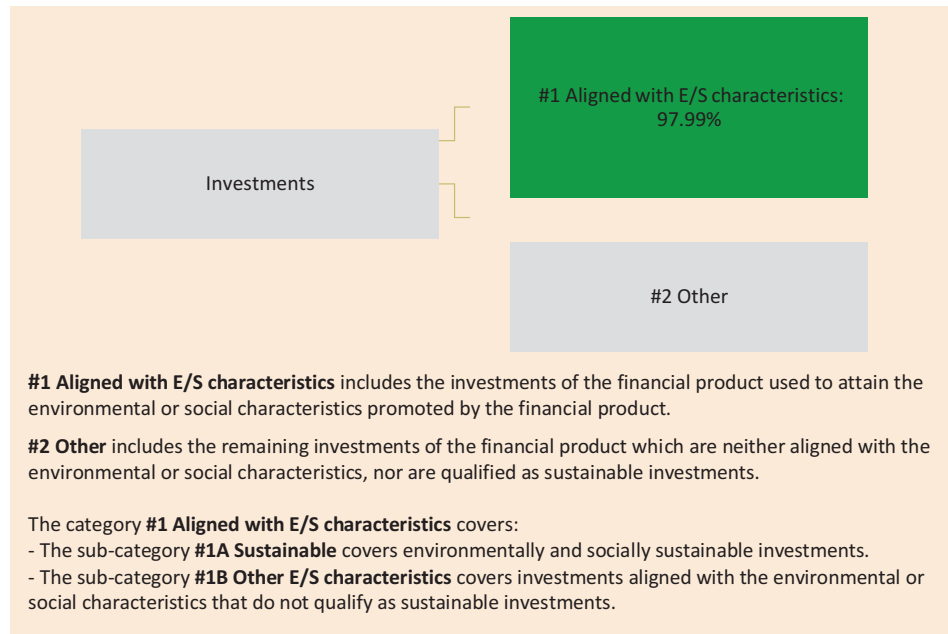 #1 Aligned with E/S characteristics:
97.99%
Investments
#2 Other
#1 Aligned with E/S characteristics includes the investments of the financial product used to attain the
environmental or social characteristics promoted by the financial product.
#2 Other includes the remaining investments of the financial product which are neither aligned with the
environmental or social characteristics, nor are qualified as sustainable investments.
The category #1 Aligned with E/S characteristics covers:
- The sub-category #1A Sustainable covers environmentally and socially sustainable investments.
- The sub-category #1B Other E/S characteristics covers investments aligned with the environmental or
social characteristics that do not qualify as sustainable investments.